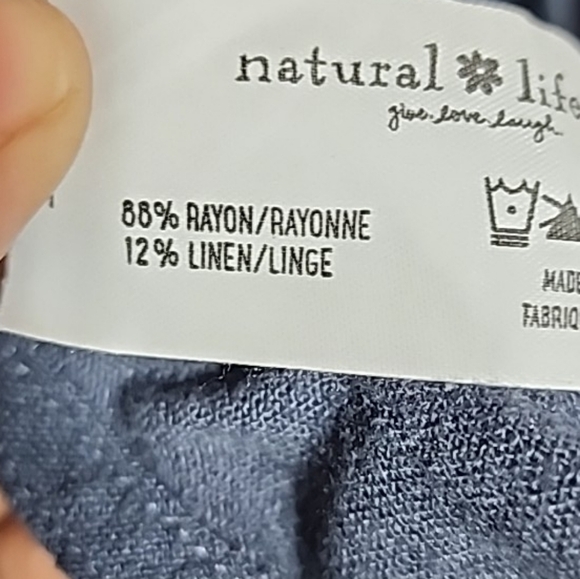 natural life
give. love. laugh.
88% RAYON/RAYONNE
12% LINEN/LINGE
MADE
FABRIQ